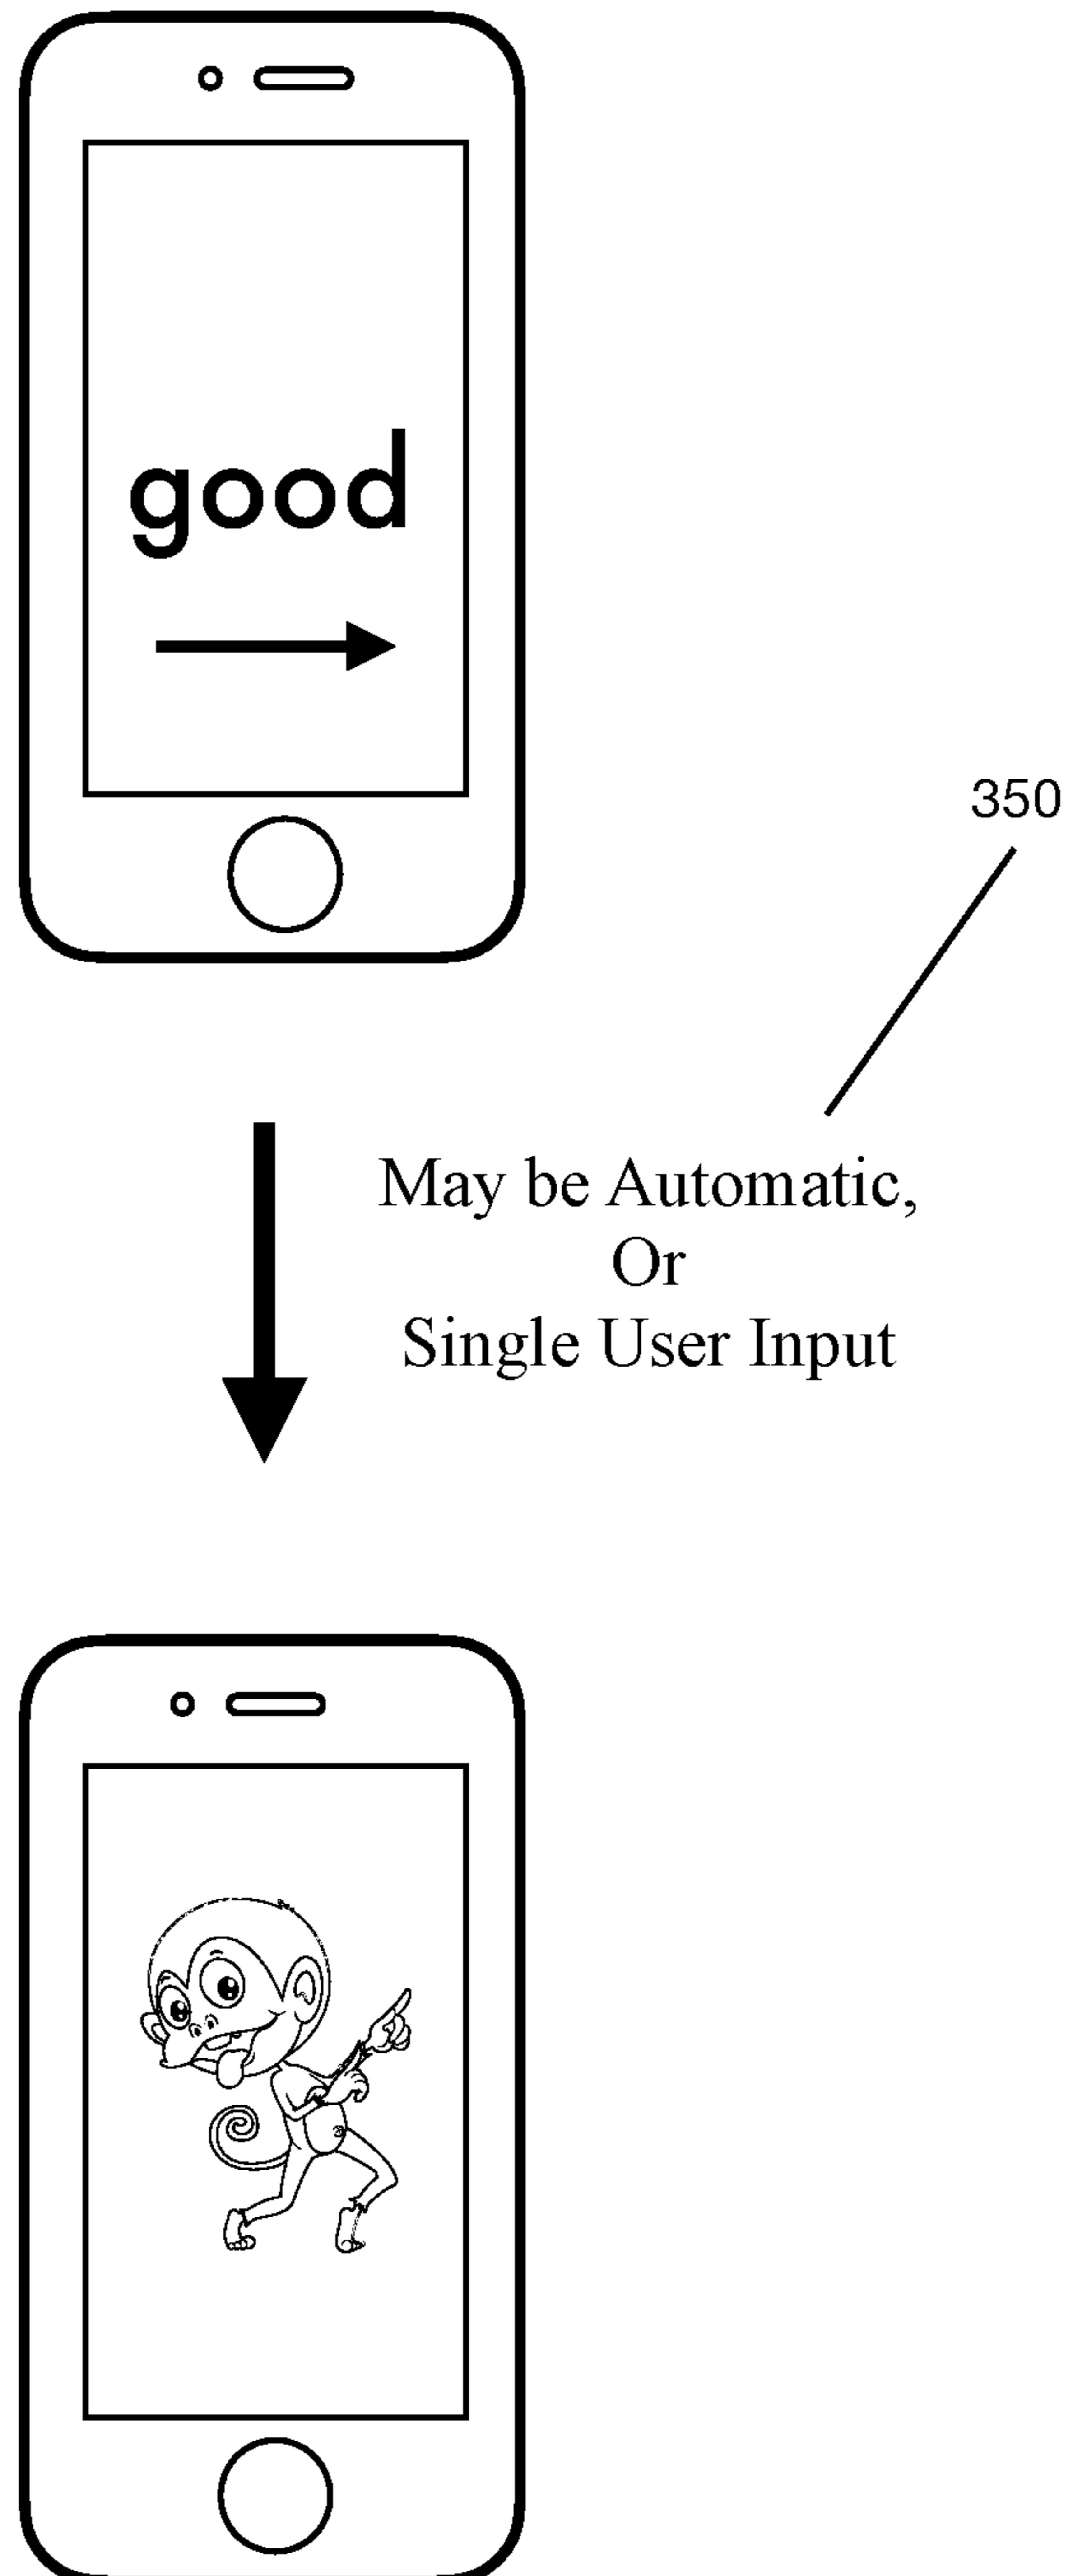 good
350
May be Automatic,
Or
Single User Input